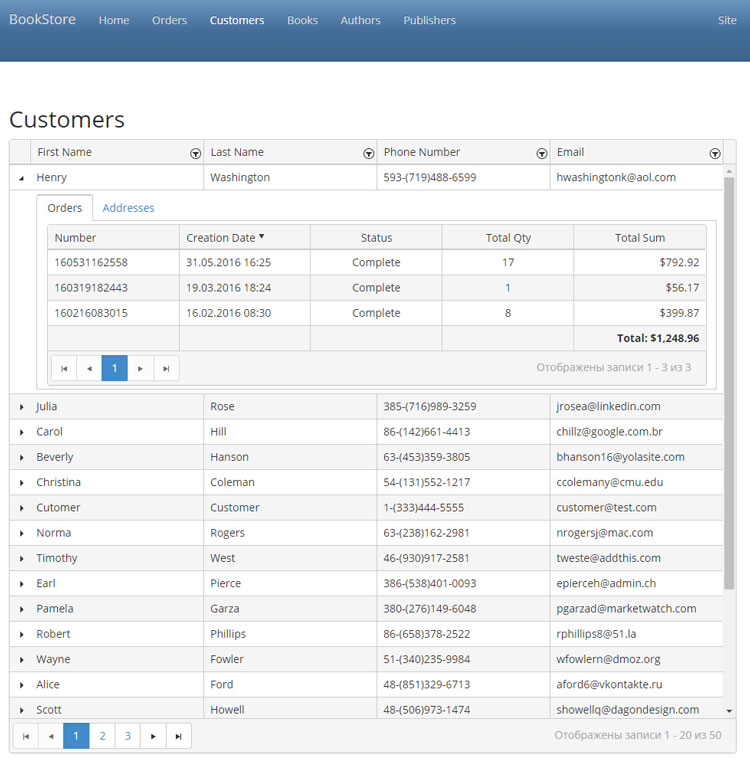 BookStore Home Orders Customers Books Authors Publishers Site
Customers
First Name Last Name Phone Number Email
Henry Washington 593-(719)488-6599 hwashingtonk@aol.com
Orders Addresses
Number Creation Date Status Total Qty Total Sum
160531162558 31.05.2016 16:25 Complete 17 $792.92
160319182443 19.03.2016 18:24 Complete 1 $56.17
160216083015 16.02.2016 08:30 Complete 8 $399.87
Total: $1,248.96
1 Отображены записи 1 - 3 из 3
Julia Rose 385-(716)989-3259 jrosea@linkedin.com
Carol Hill 86-(142)661-4413 chillz@google.com.br
Beverly Hanson 63-(453)359-3805 bhanson16@yolasite.com
Christina Coleman 54-(131)552-1217 ccolemany@cmu.edu
Cutomer Customer 1-(333)444-5555 customer@test.com
Norma Rogers 63-(238)162-2981 nrogersj@mac.com
Timothy West 46-(930)917-2581 tweste@addthis.com
Earl Pierce 386-(538)401-0093 epierceh@admin.ch
Pamela Garza 380-(276)149-6048 pgarzad@marketwatch.com
Robert Phillips 86-(658)378-2522 rphillips8@51.la
Wayne Fowler 51-(340)235-9984 wfowlern@dmoz.org
Alice Ford 48-(851)329-6713 aford6@vkontakte.ru
Scott Howell 48-(506)973-1474 showellq@dagondesign.com
1 2 3 Отображены записи 1 - 20 из 50